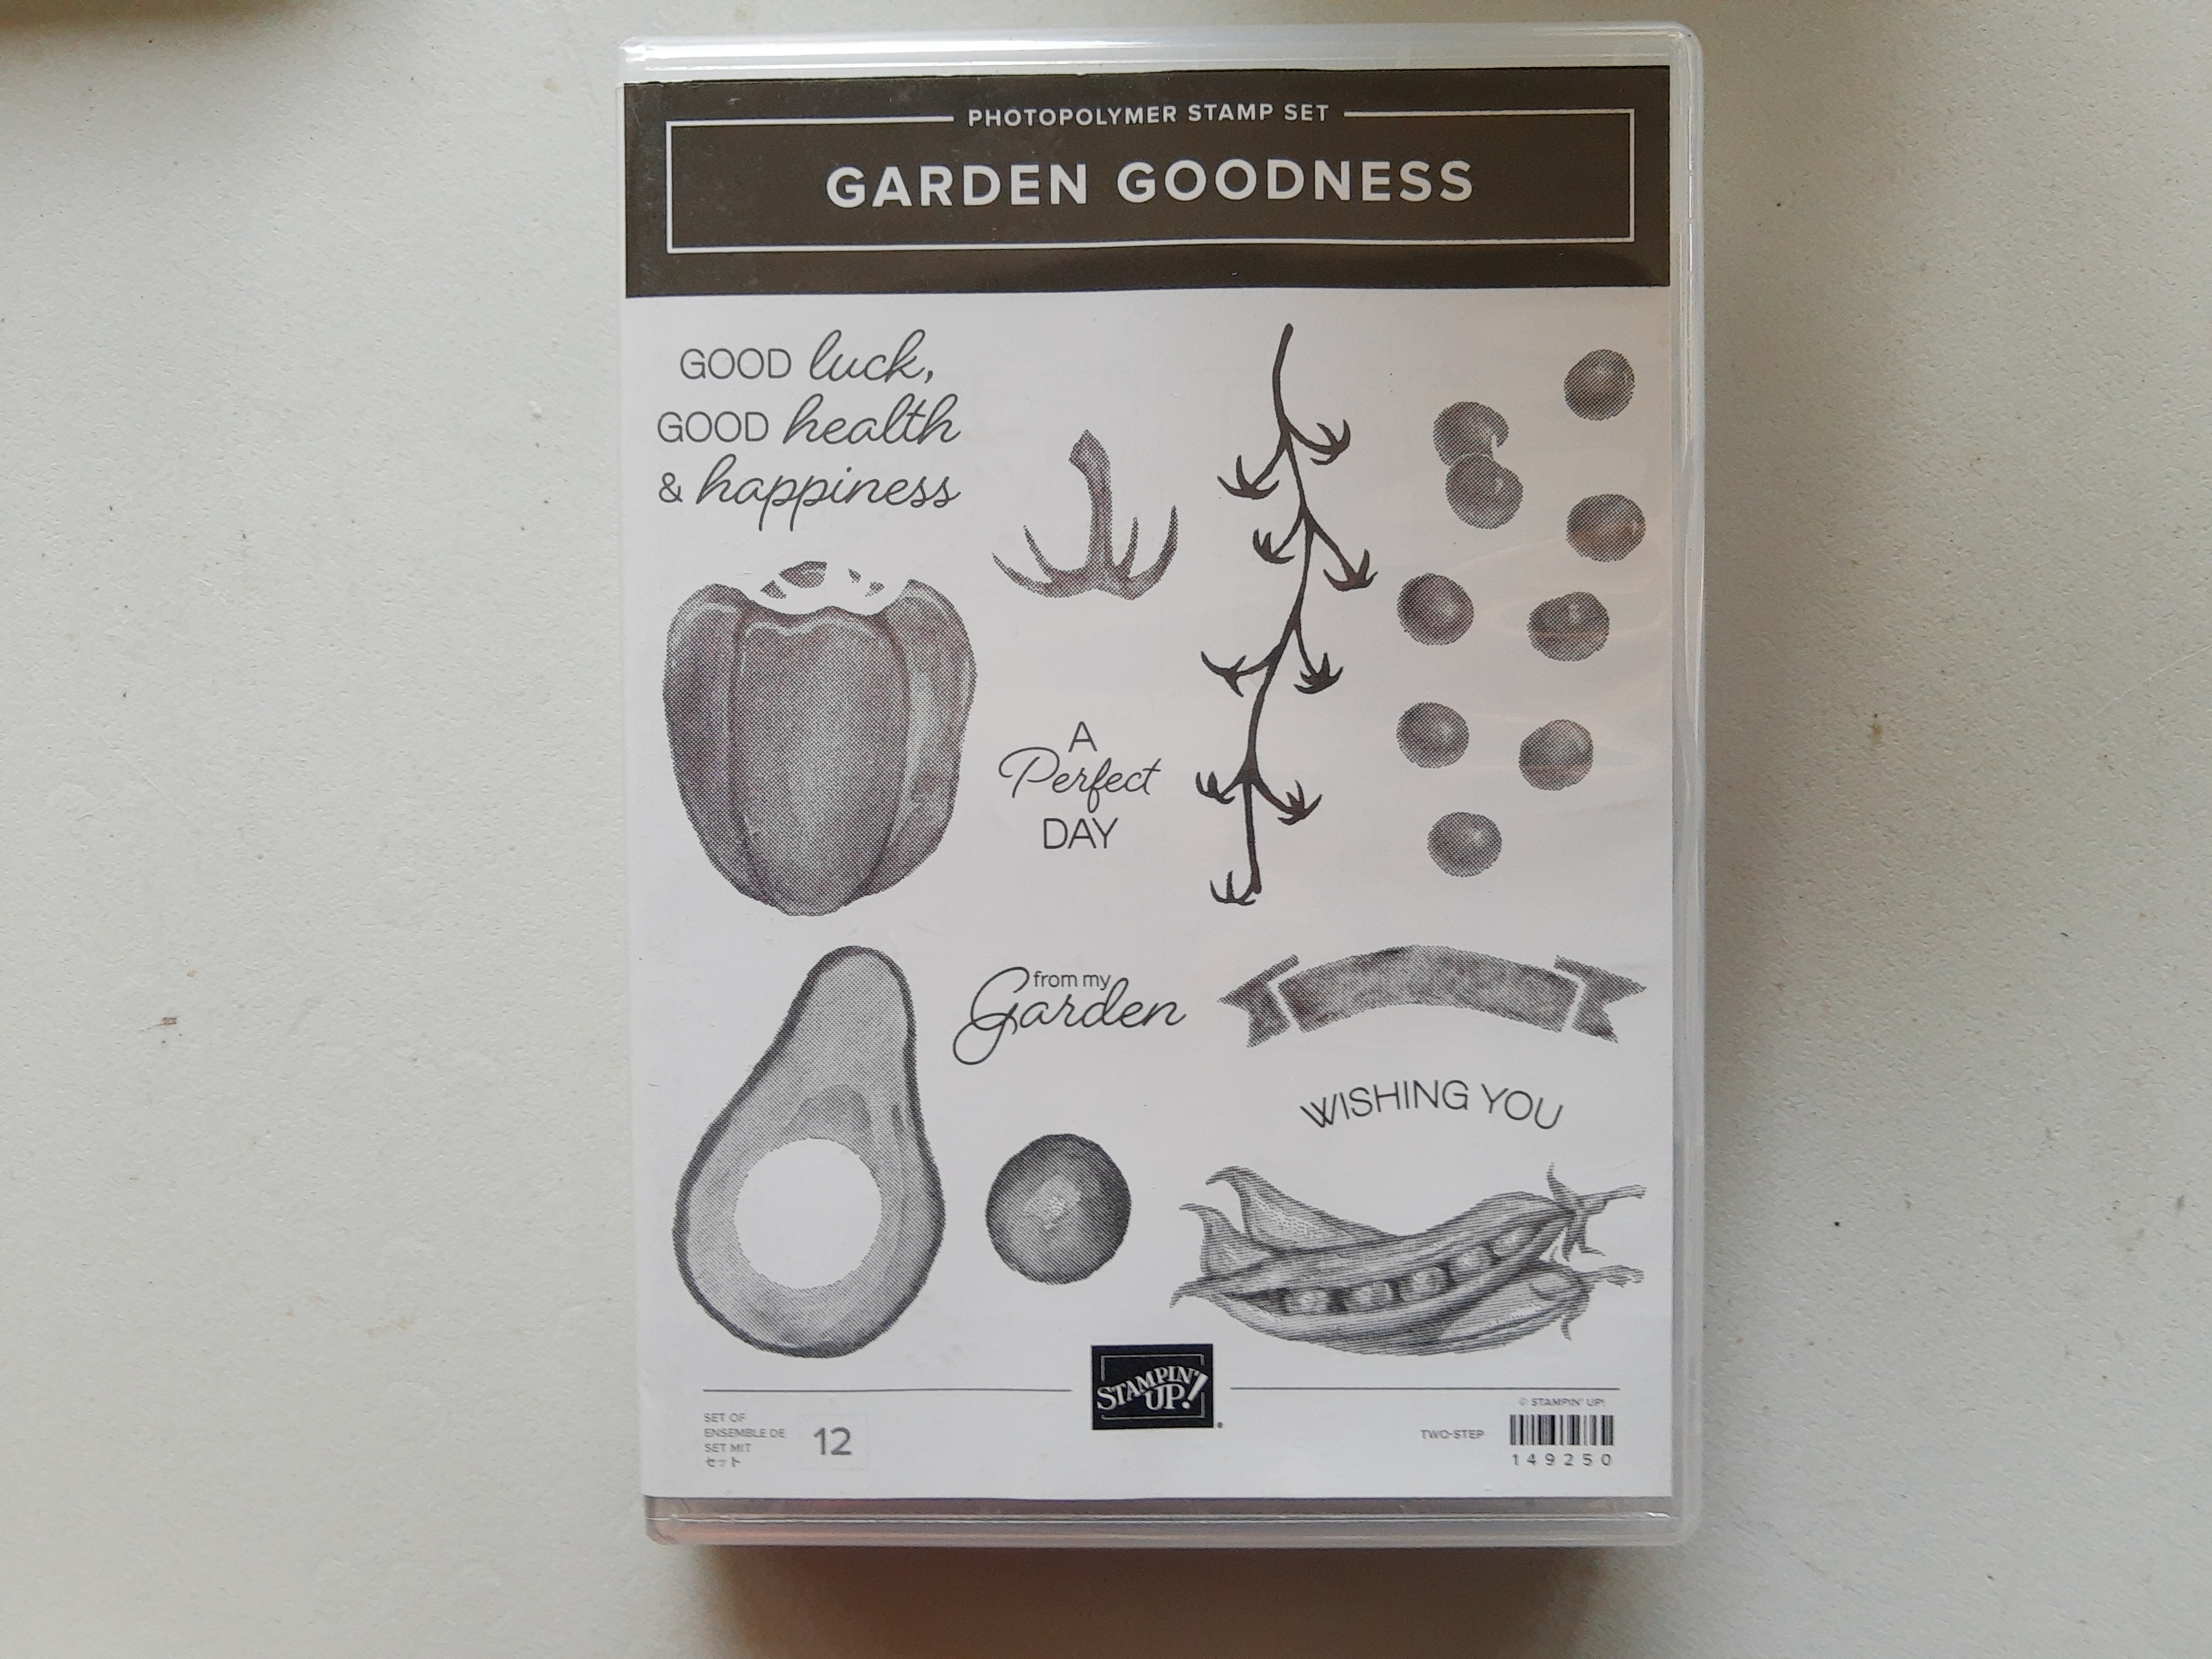 PHOTOPOLYMER STAMP SET
GARDEN GOODNESS
GOOD luck,
GOOD health
& happiness
A
Perfect
DAY
from my
Garden
WISHING YOU
STAMPIN'
UP!
SET OF
ENSEMBLE DE
SET MIT
セット
12
TWO-STEP
© STAMPIN' UP!
149250